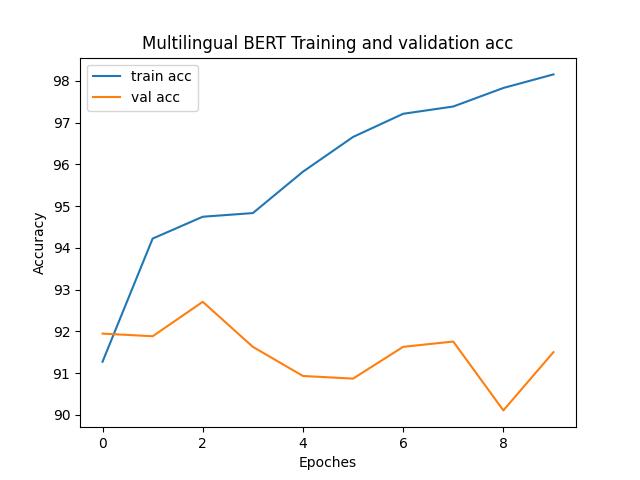 Multilingual BERT Training and validation acc
train acc
val acc
98
97
96
95
94
93
92
91
90
Accuracy
0 2 4 6 8
Epoches